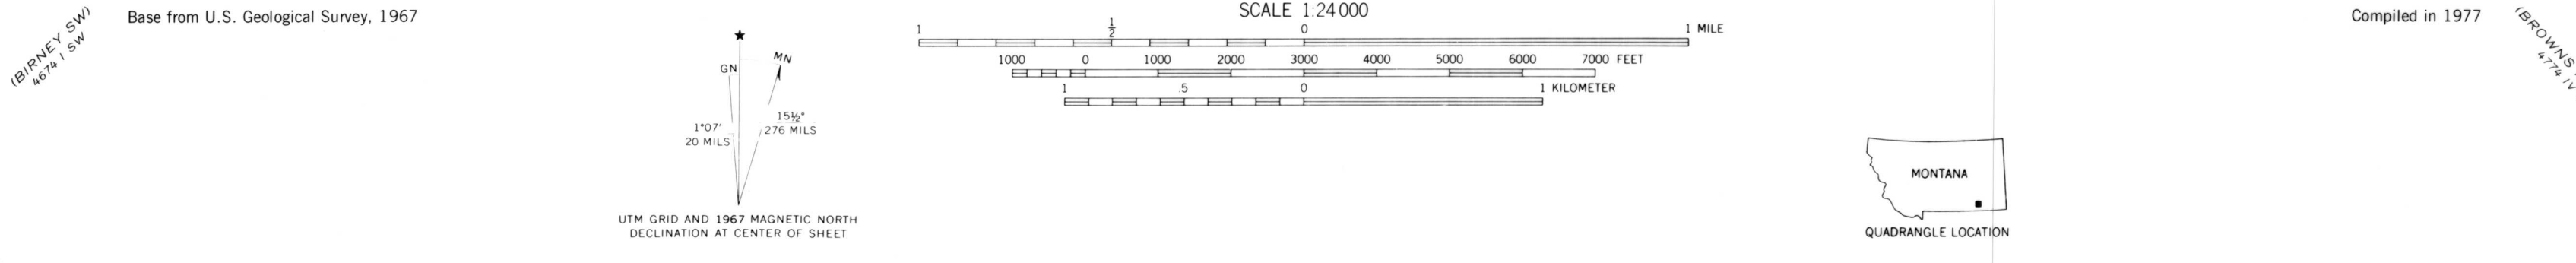 (BIRNEY SW)
4674 I SW
Base from U.S. Geological Survey, 1967
SCALE 1:24 000
Compiled in 1977
1 1/2 0 1 MILE
1000 0 1000 2000 3000 4000 5000 6000 7000 FEET
1 .5 0 1 KILOMETER
GN
MN
1°07'
20 MILS
15½°
276 MILS
UTM GRID AND 1967 MAGNETIC NORTH
DECLINATION AT CENTER OF SHEET
MONTANA
QUADRANGLE LOCATION
(BROWNS
4774 IV